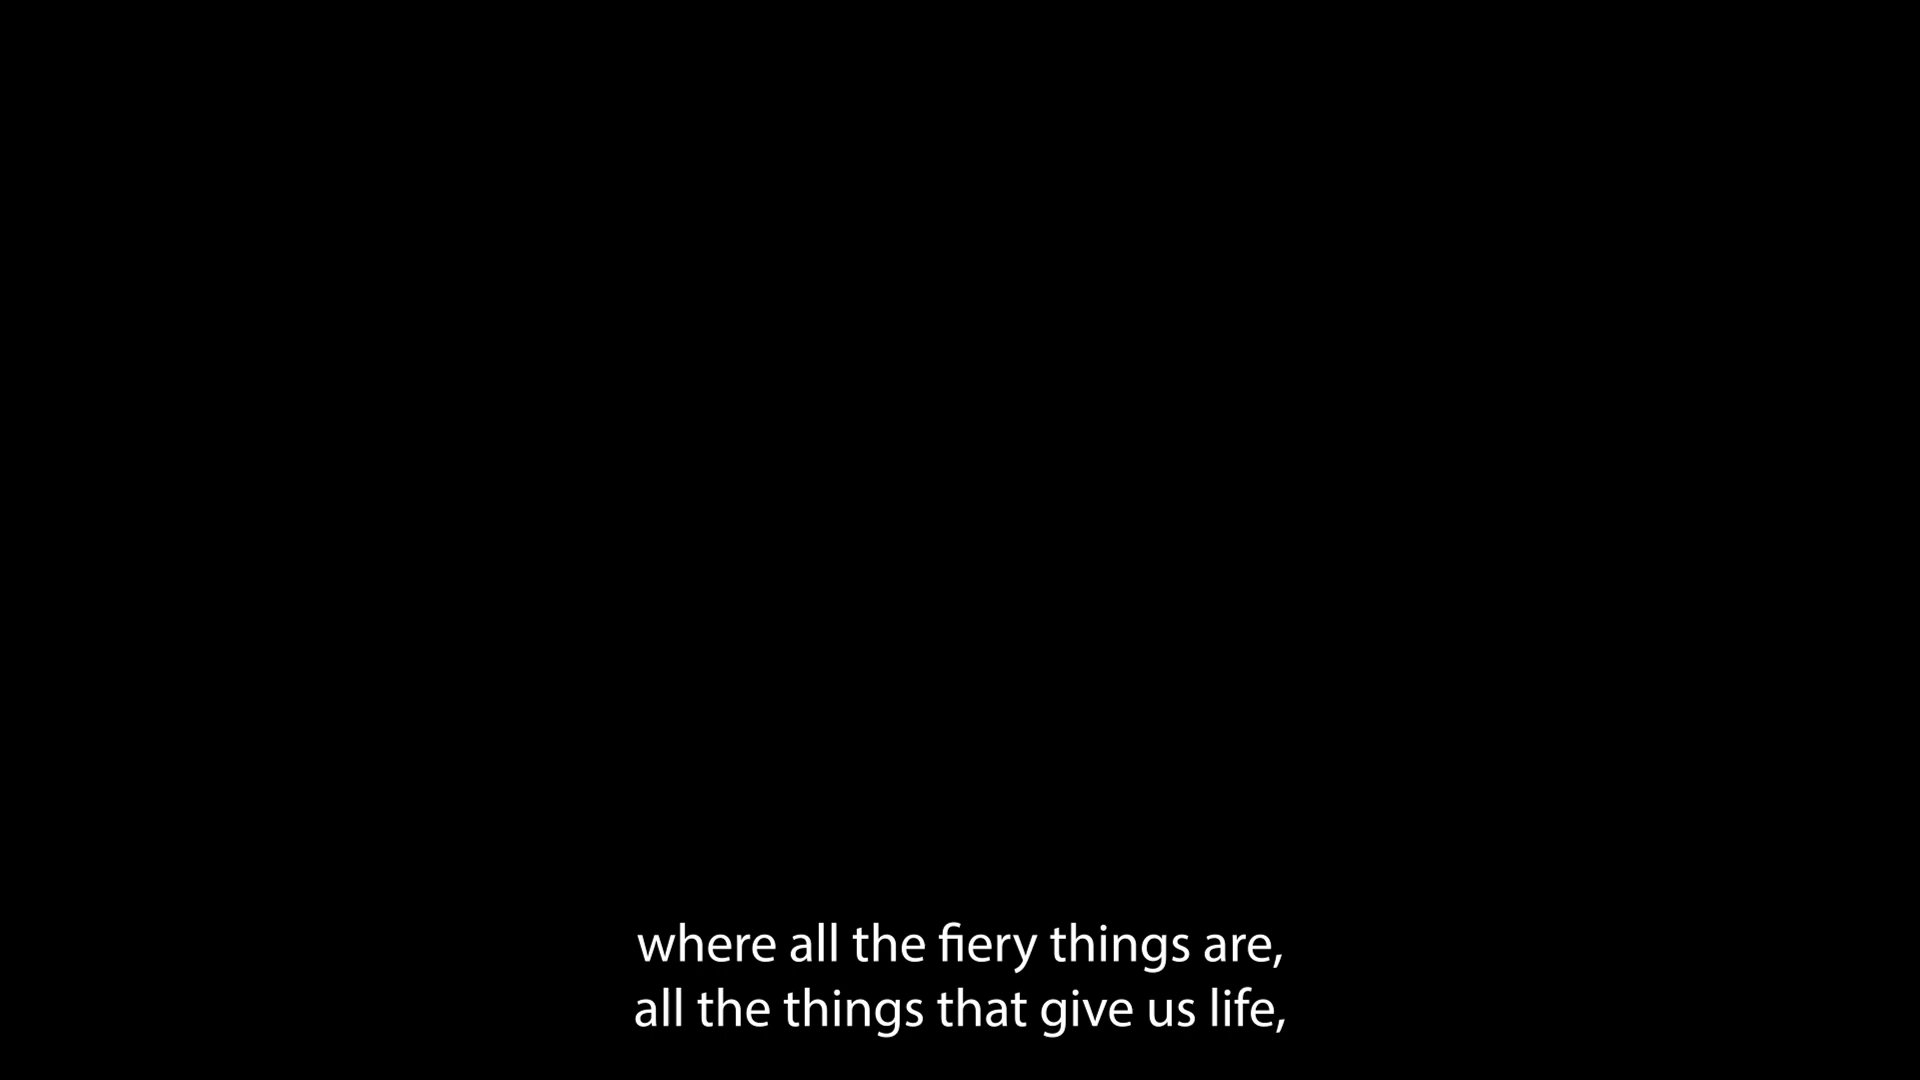 where all the fiery things are,
all the things that give us life,